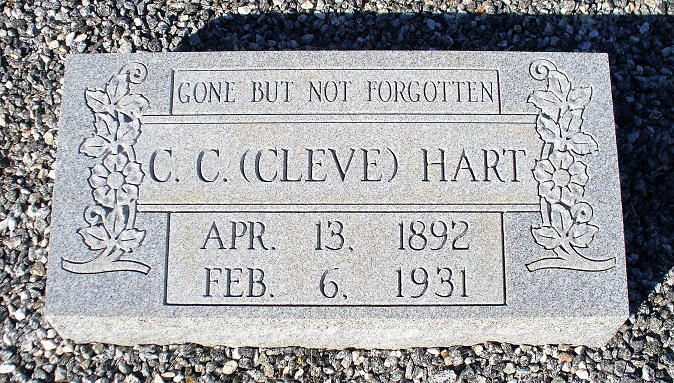 GONE BUT NOT FORGOTTEN
C. C. (CLEVE) HART
APR. 13, 1892
FEB. 6, 1931